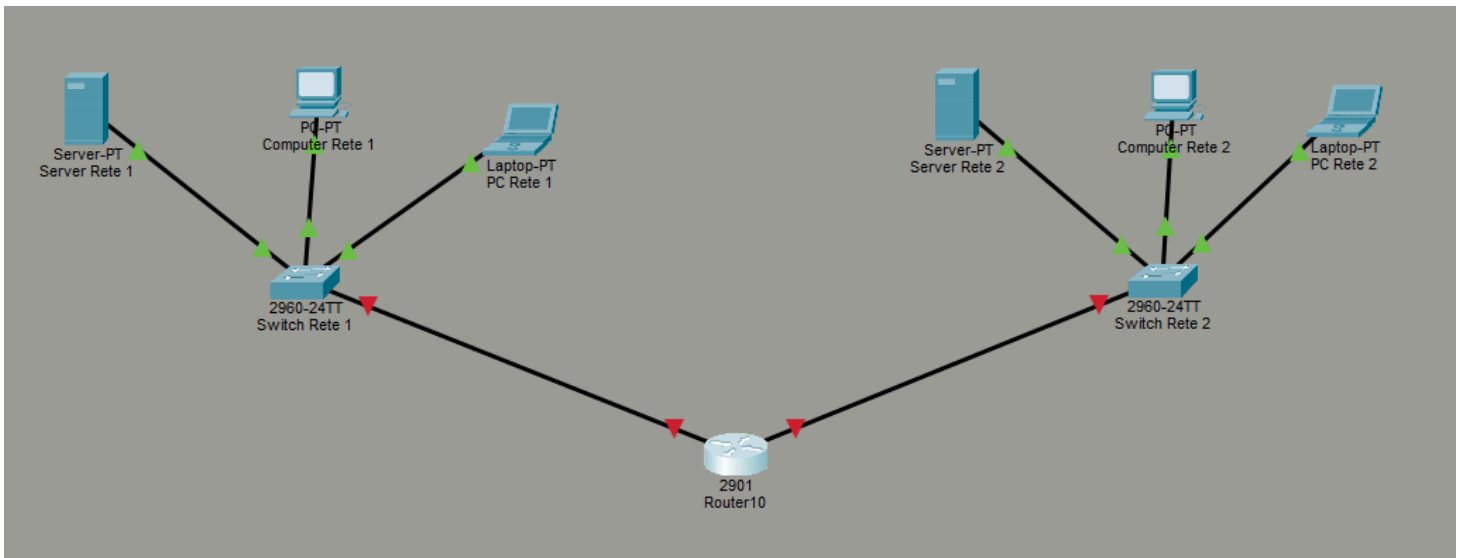 Server-PT
Server Rete 1
PC-PT
Computer Rete 1
Laptop-PT
PC Rete 1
2960-24TT
Switch Rete 1
Server-PT
Server Rete 2
PC-PT
Computer Rete 2
Laptop-PT
PC Rete 2
2960-24TT
Switch Rete 2
2901
Router10